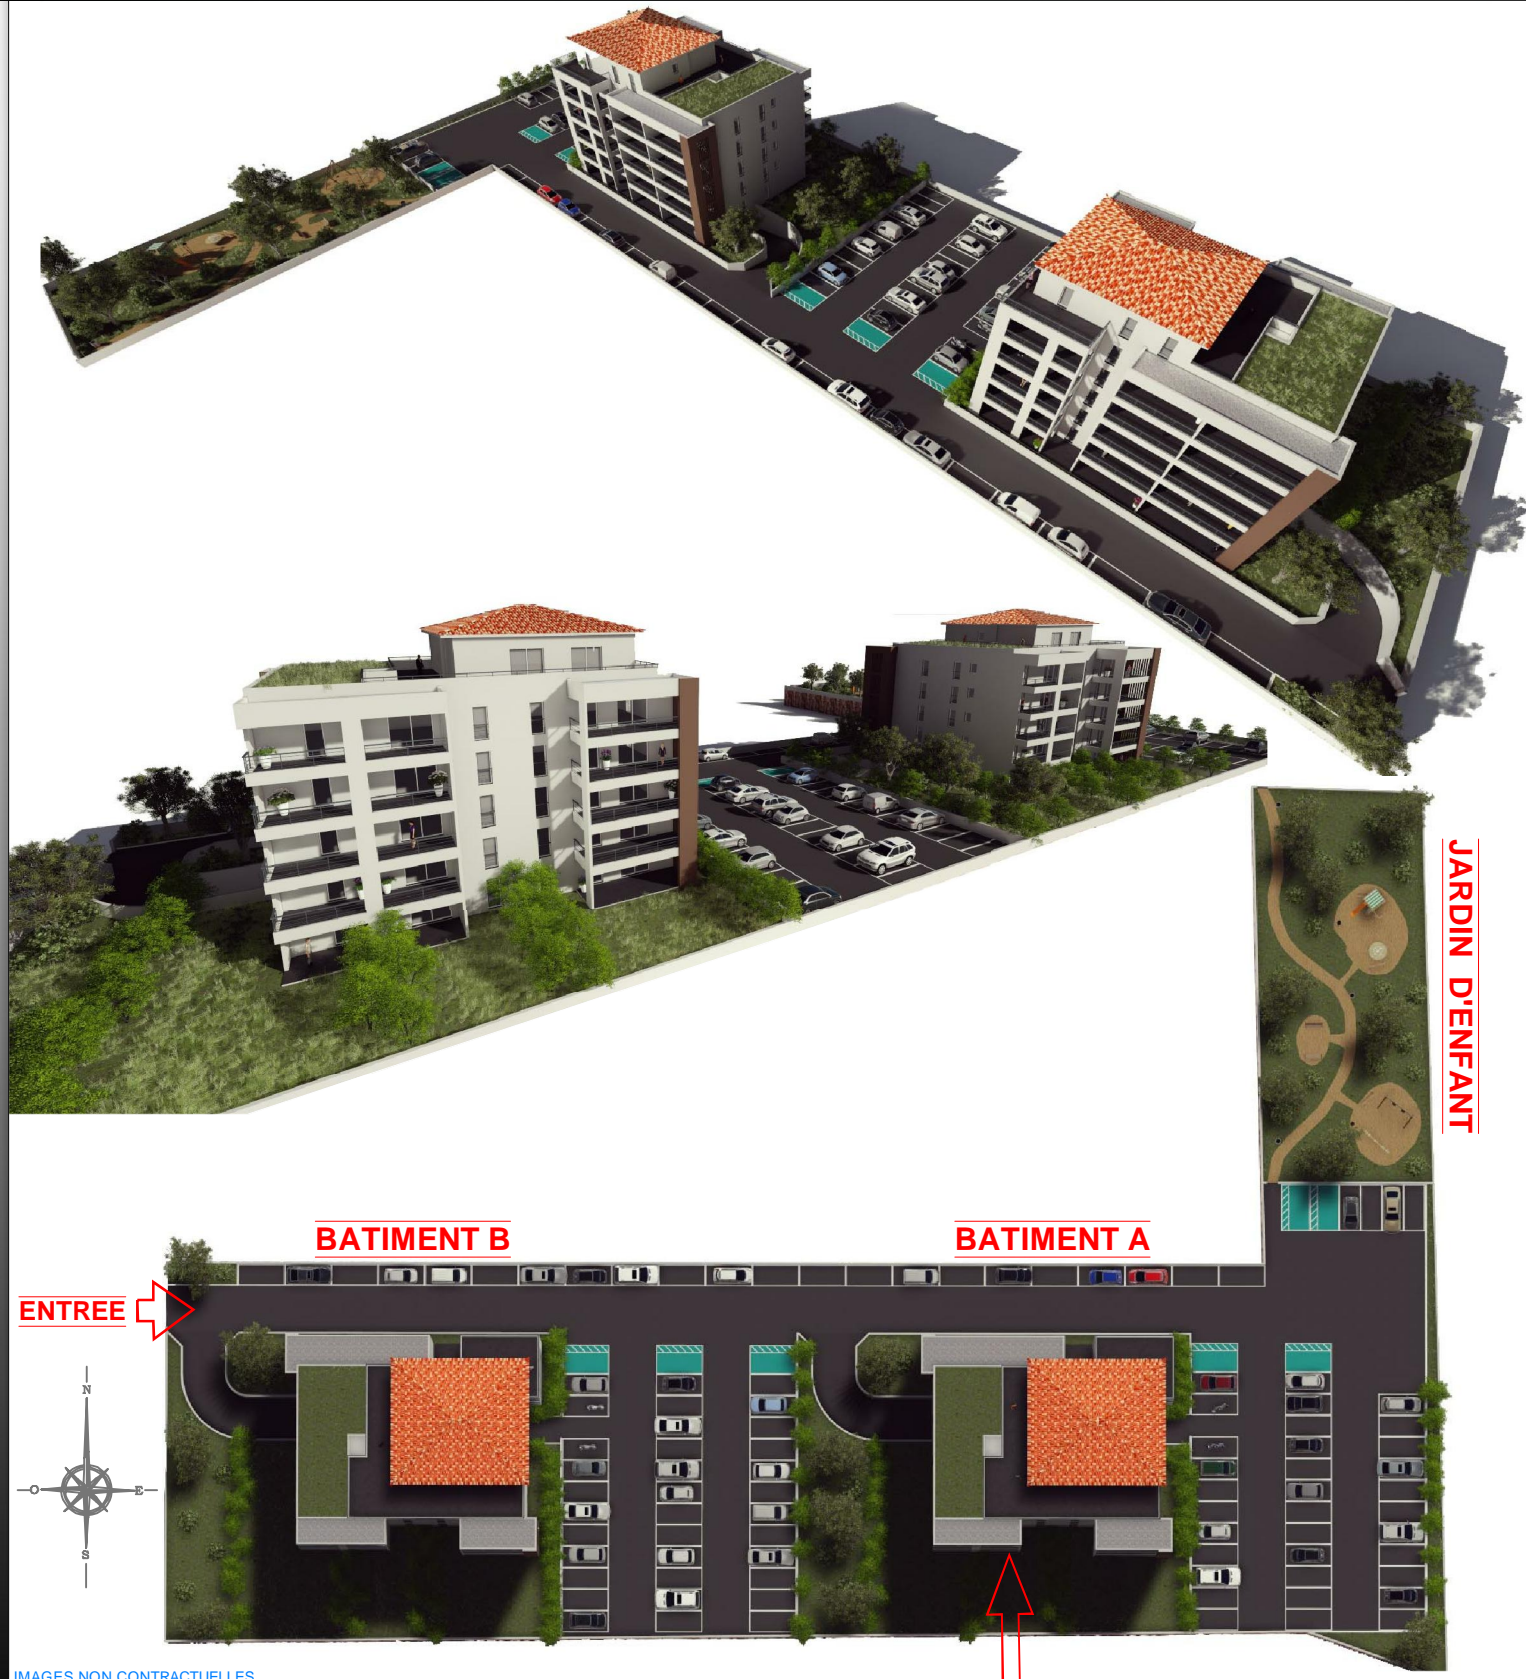 JARDIN D'ENFANT
BATIMENT B
BATIMENT A
ENTREE
N
O
E
S
IMAGES NON CONTRACTUELLES